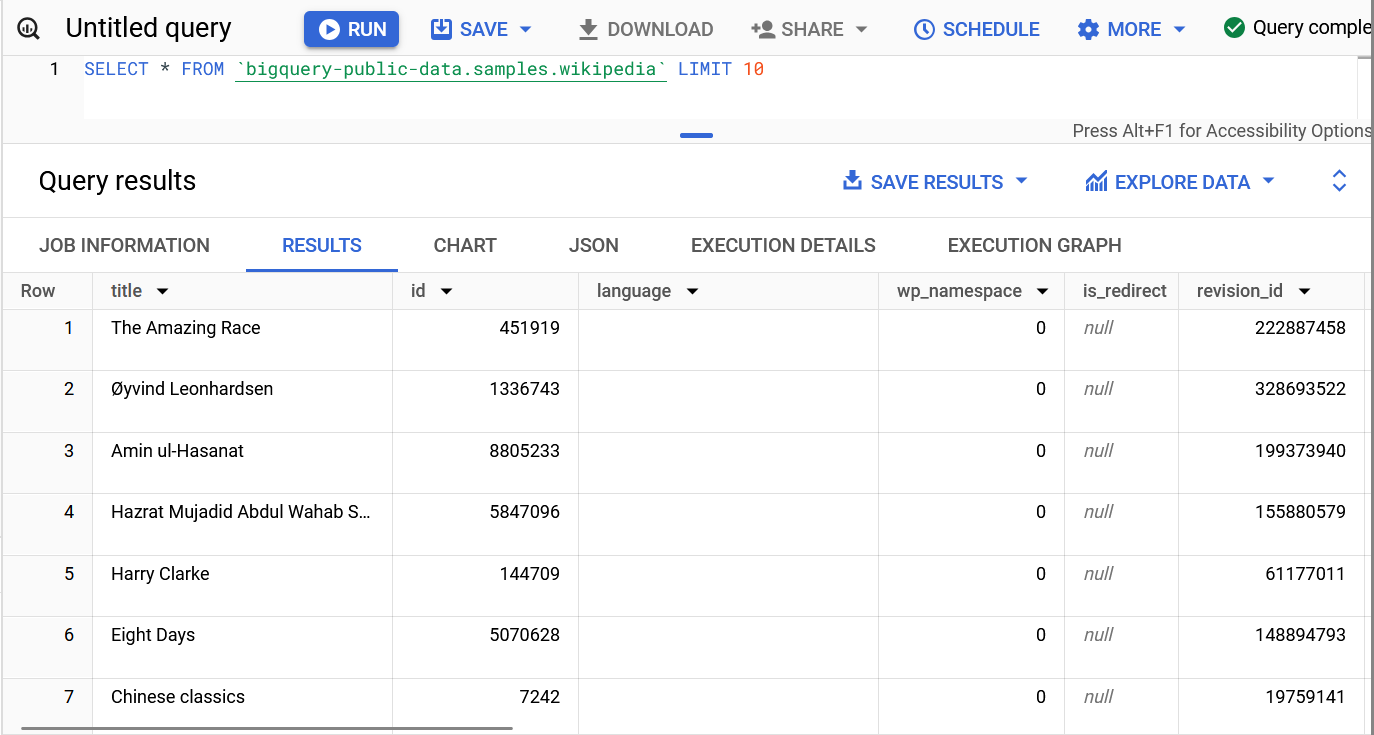 Untitled query RUN SAVE DOWNLOAD SHARE SCHEDULE MORE Query comple
1 SELECT * FROM `bigquery-public-data.samples.wikipedia` LIMIT 10
Press Alt+F1 for Accessibility Options
Query results SAVE RESULTS EXPLORE DATA
JOB INFORMATION RESULTS CHART JSON EXECUTION DETAILS EXECUTION GRAPH
Row title id language wp_namespace is_redirect revision_id
1 The Amazing Race 451919 0 null 222887458
2 Øyvind Leonhardsen 1336743 0 null 328693522
3 Amin ul-Hasanat 8805233 0 null 199373940
4 Hazrat Mujadid Abdul Wahab S... 5847096 0 null 155880579
5 Harry Clarke 144709 0 null 61177011
6 Eight Days 5070628 0 null 148894793
7 Chinese classics 7242 0 null 19759141